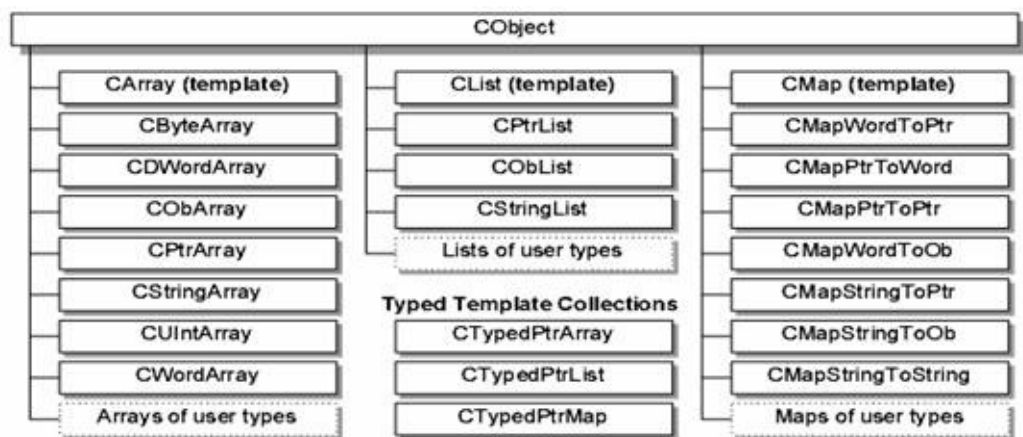 CObject
CArray (template)
CByteArray
CDWordArray
CObArray
CPtrArray
CStringArray
CUIntArray
CWordArray
Arrays of user types
CList (template)
CPtrList
CObList
CStringList
Lists of user types
Typed Template Collections
CTypedPtrArray
CTypedPtrList
CTypedPtrMap
CMap (template)
CMapWordToPtr
CMapPtrToWord
CMapPtrToPtr
CMapWordToOb
CMapStringToPtr
CMapStringToOb
CMapStringToString
Maps of user types